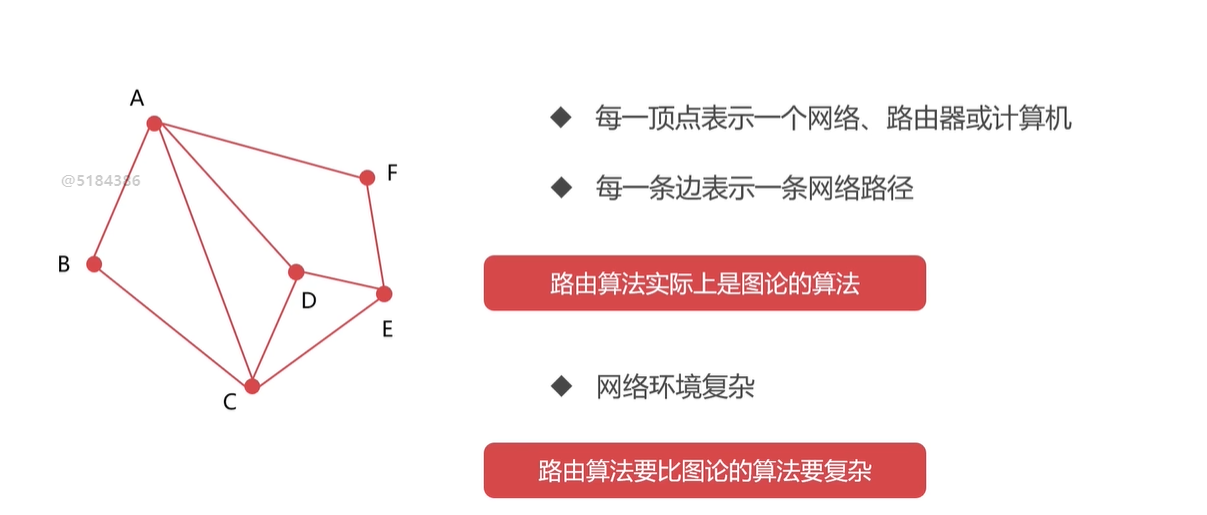 A
F
@5184386
B
D
E
C
◆ 每一顶点表示一个网络、路由器或计算机
◆ 每一条边表示一条网络路径
路由算法实际上是图论的算法
◆ 网络环境复杂
路由算法要比图论的算法要复杂